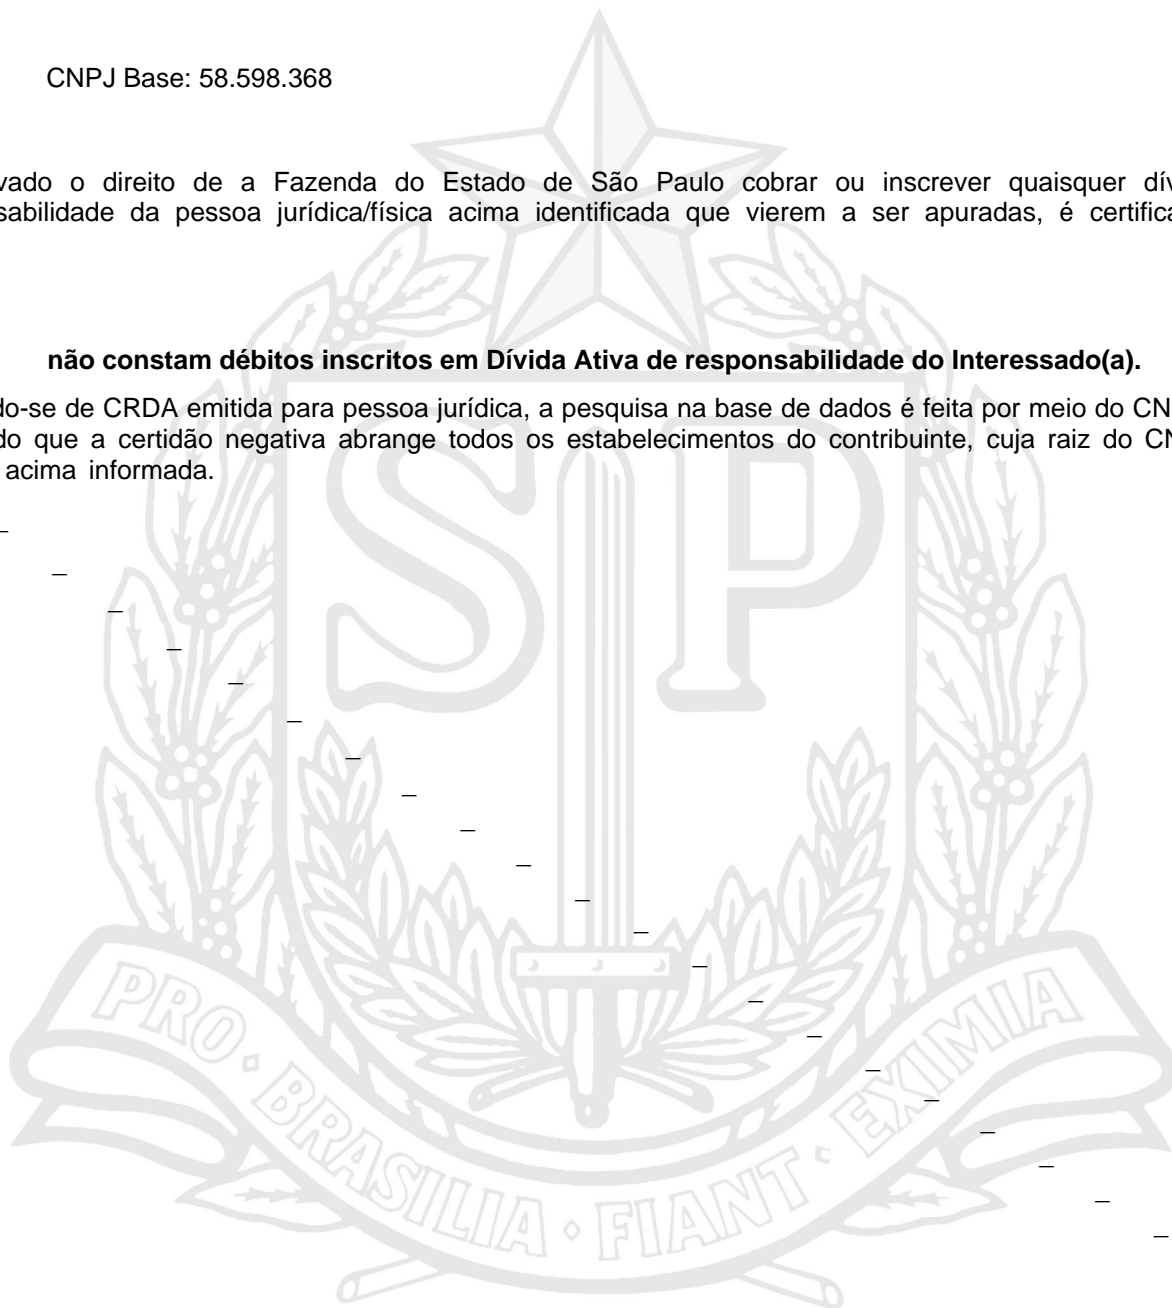 CNPJ Base: 58.598.368
vado o direito de a Fazenda do Estado de São Paulo cobrar ou inscrever quaisquer dív
sabilidade da pessoa jurídica/física acima identificada que vierem a ser apuradas, é certifica
não constam débitos inscritos em Dívida Ativa de responsabilidade do Interessado(a).
do-se de CRDA emitida para pessoa jurídica, a pesquisa na base de dados é feita por meio do CN
do que a certidão negativa abrange todos os estabelecimentos do contribuinte, cuja raiz do CN
acima informada.
SP
PRO · BRASILIA · FIANT · EXIMIA